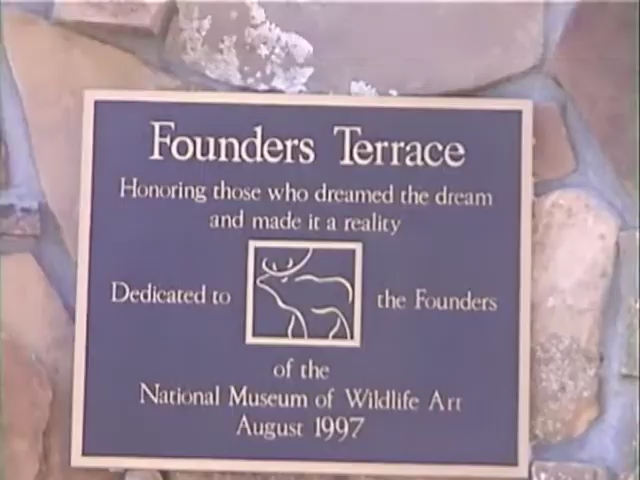 Founders Terrace
Honoring those who dreamed the dream
and made it a reality
Dedicated to the Founders
of the
National Museum of Wildlife Art
August 1997